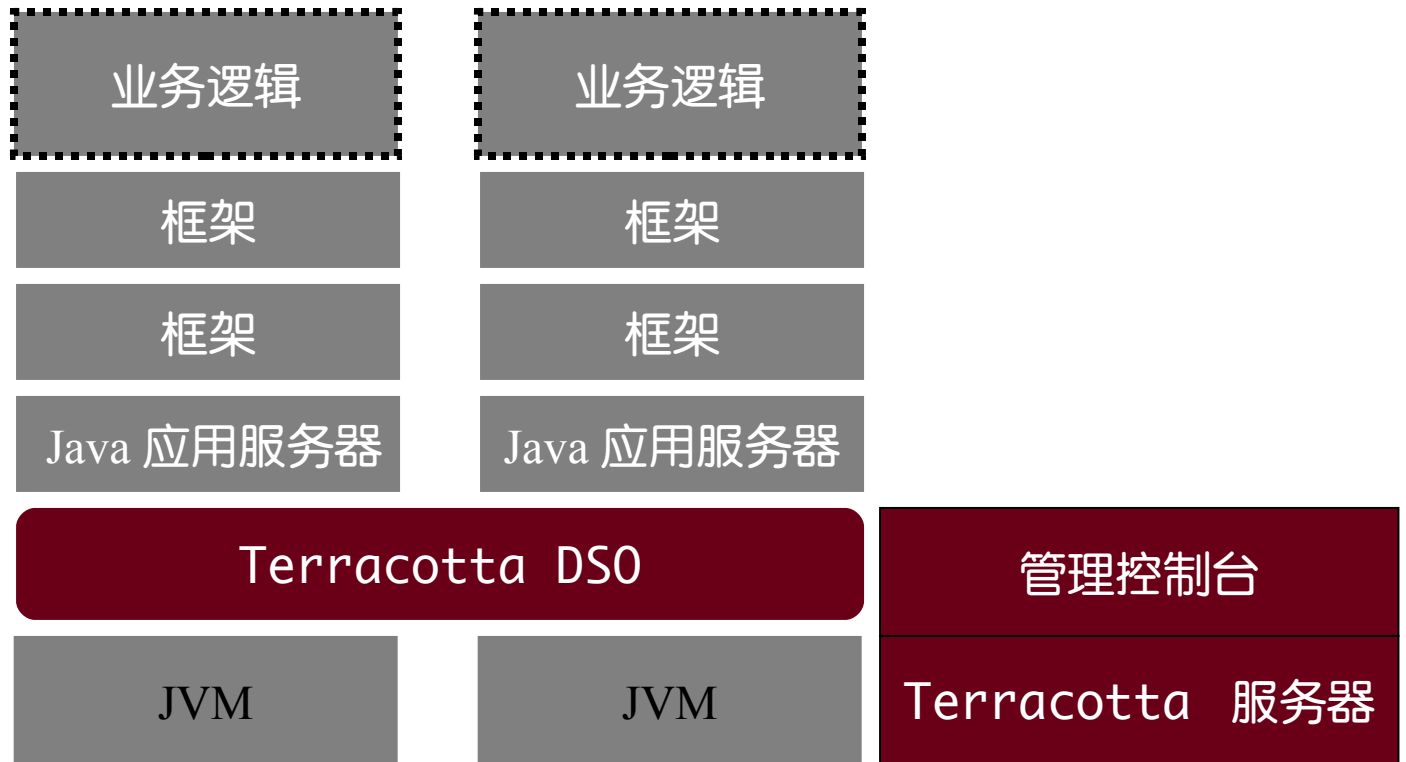 业务逻辑
业务逻辑
框架
框架
框架
框架
Java 应用服务器
Java 应用服务器
Terracotta DSO
管理控制台
JVM
JVM
Terracotta 服务器